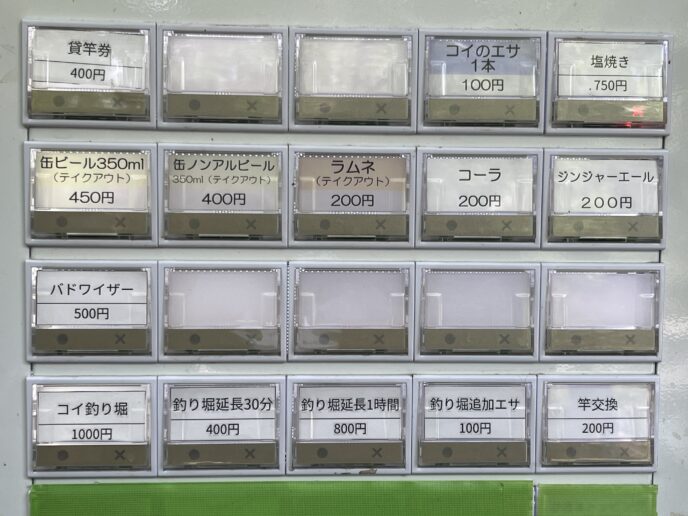 貸竿券
400円
コイのエサ
1本
100円
塩焼き
.750円
缶ビール350ml
(テイクアウト)
450円
缶ノンアルビール
350ml (テイクアウト)
400円
ラムネ
(テイクアウト)
200円
コーラ
200円
ジンジャーエール
200円
バドワイザー
500円
コイ釣り堀
1000円
釣り堀延長30分
400円
釣り堀延長1時間
800円
釣り堀追加エサ
100円
竿交換
200円